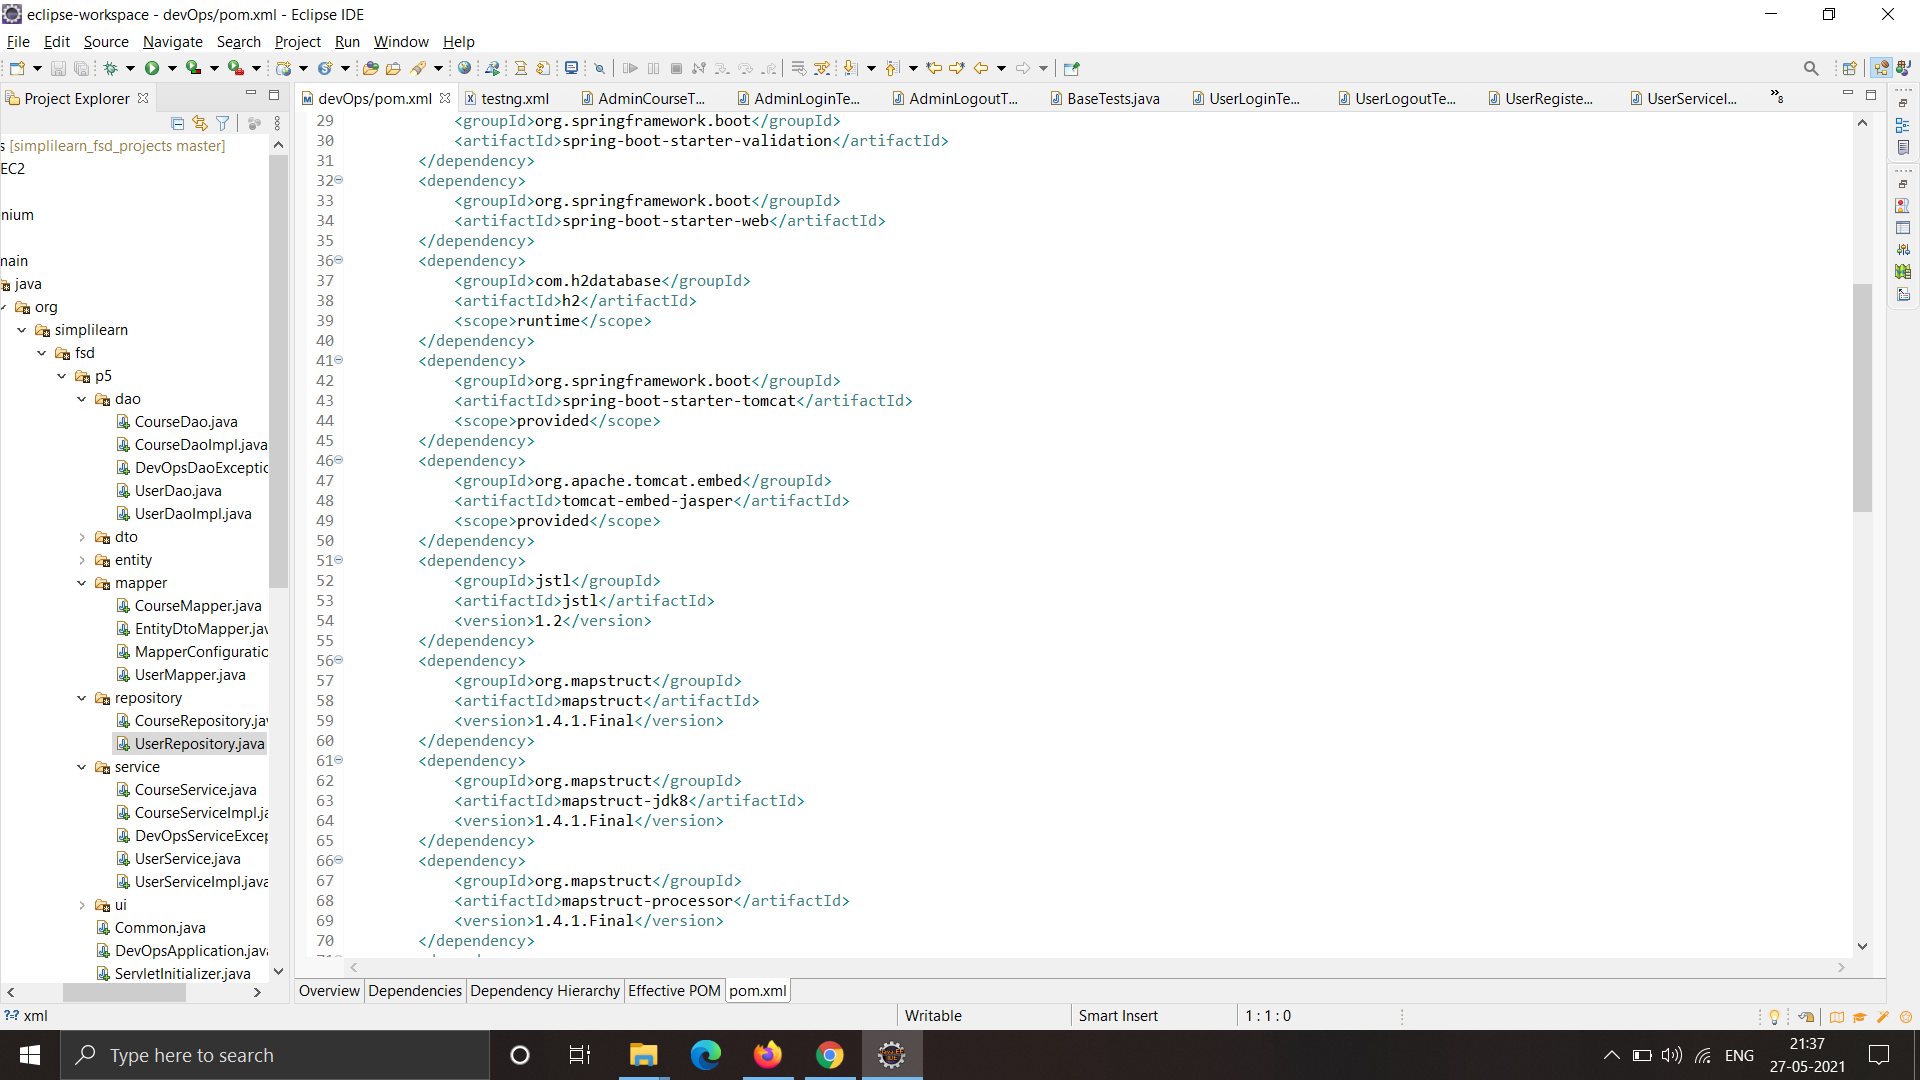 eclipse-workspace - devOps/pom.xml - Eclipse IDE
File Edit Source Navigate Search Project Run Window Help
Project Explorer
devOps/pom.xml
testng.xml
AdminCourseT...
AdminLoginTe...
AdminLogoutT...
BaseTests.java
UserLoginTe...
UserLogoutTe...
UserRegiste...
UserServiceI...
»8
s [simplilearn_fsd_projects master]
EC2
nium
main
java
org
simplilearn
fsd
p5
dao
CourseDao.java
CourseDaoImpl.java
DevOpsDaoExceptic
UserDao.java
UserDaoImpl.java
dto
entity
mapper
CourseMapper.java
EntityDtoMapper.jav
MapperConfiguratic
UserMapper.java
repository
CourseRepository.jav
UserRepository.java
service
CourseService.java
CourseServiceImpl.ja
DevOpsServiceExcep
UserService.java
UserServiceImpl.java
ui
Common.java
DevOpsApplication.java
ServletInitializer.java
29 <groupId>org.springframework.boot</groupId>
30 <artifactId>spring-boot-starter-validation</artifactId>
31 </dependency>
32 <dependency>
33 <groupId>org.springframework.boot</groupId>
34 <artifactId>spring-boot-starter-web</artifactId>
35 </dependency>
36 <dependency>
37 <groupId>com.h2database</groupId>
38 <artifactId>h2</artifactId>
39 <scope>runtime</scope>
40 </dependency>
41 <dependency>
42 <groupId>org.springframework.boot</groupId>
43 <artifactId>spring-boot-starter-tomcat</artifactId>
44 <scope>provided</scope>
45 </dependency>
46 <dependency>
47 <groupId>org.apache.tomcat.embed</groupId>
48 <artifactId>tomcat-embed-jasper</artifactId>
49 <scope>provided</scope>
50 </dependency>
51 <dependency>
52 <groupId>jstl</groupId>
53 <artifactId>jstl</artifactId>
54 <version>1.2</version>
55 </dependency>
56 <dependency>
57 <groupId>org.mapstruct</groupId>
58 <artifactId>mapstruct</artifactId>
59 <version>1.4.1.Final</version>
60 </dependency>
61 <dependency>
62 <groupId>org.mapstruct</groupId>
63 <artifactId>mapstruct-jdk8</artifactId>
64 <version>1.4.1.Final</version>
65 </dependency>
66 <dependency>
67 <groupId>org.mapstruct</groupId>
68 <artifactId>mapstruct-processor</artifactId>
69 <version>1.4.1.Final</version>
70 </dependency>
Overview Dependencies Dependency Hierarchy Effective POM pom.xml
xml
Writable
Smart Insert
1 : 1 : 0
Type here to search
ENG
21:37
27-05-2021